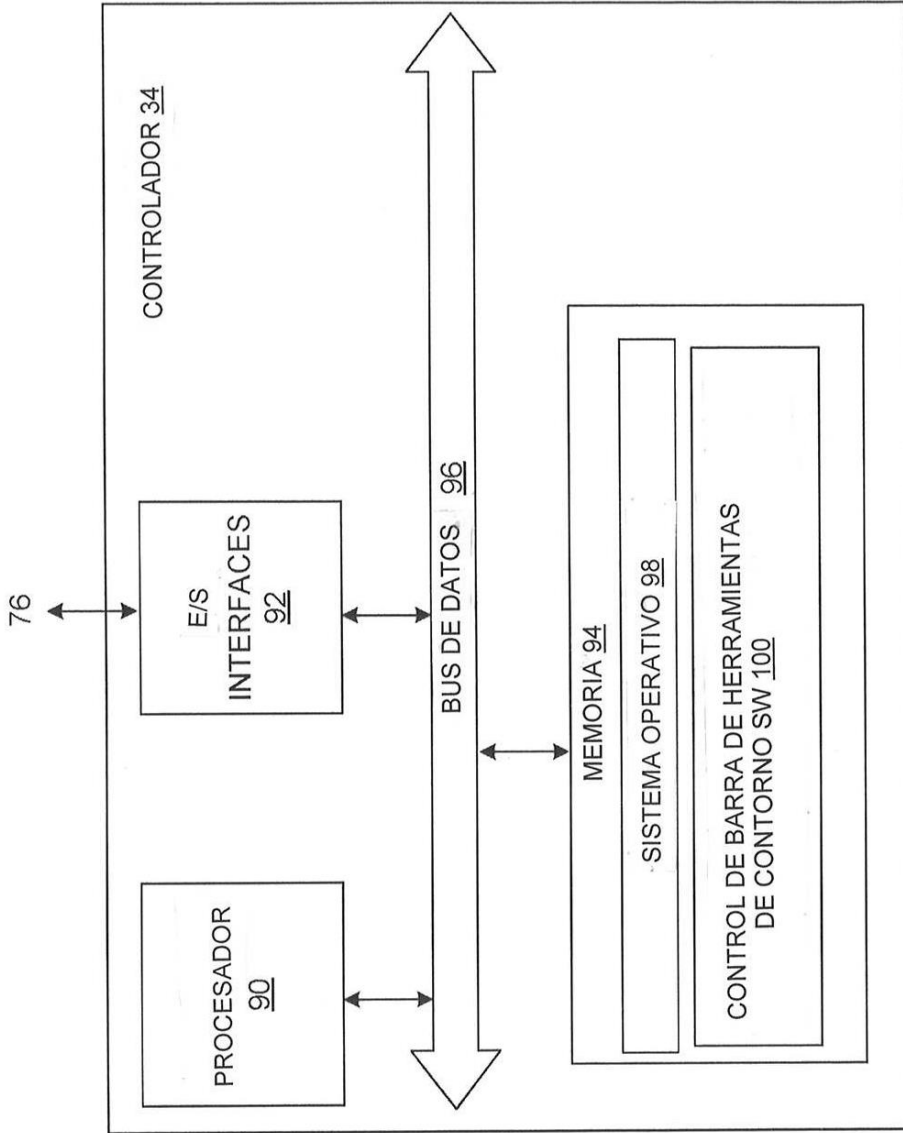 76
CONTROLADOR 34
PROCESADOR
90
E/S
INTERFACES
92
BUS DE DATOS 96
MEMORIA 94
SISTEMA OPERATIVO 98
CONTROL DE BARRA DE HERRAMIENTAS
DE CONTORNO SW 100